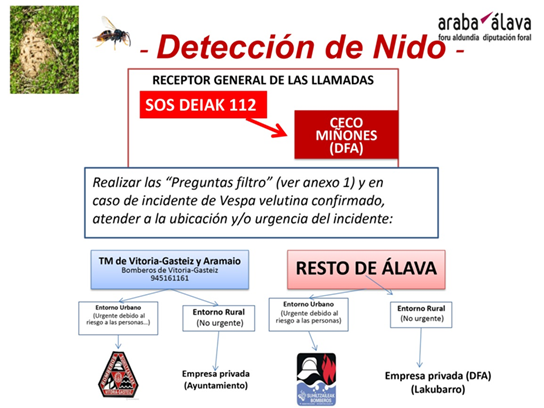 araba álava
foru aldundia diputación foral
- Detección de Nido -
RECEPTOR GENERAL DE LAS LLAMADAS
SOS DEIAK 112
CECO
MIÑONES
(DFA)
Realizar las “Preguntas filtro” (ver anexo 1) y en
caso de incidente de Vespa velutina confirmado,
atender a la ubicación y/o urgencia del incidente:
TM de Vitoria-Gasteiz y Aramaio
Bomberos de Vitoria-Gasteiz
945161161
RESTO DE ÁLAVA
Entorno Urbano
(Urgente debido al
riesgo a las personas...)
Entorno Rural
(No urgente)
Entorno Urbano
(Urgente debido al
riesgo a las personas)
Entorno Rural
(No urgente)
Empresa privada
(Ayuntamiento)
BOMBEROS
Empresa privada (DFA)
(Lakubarro)